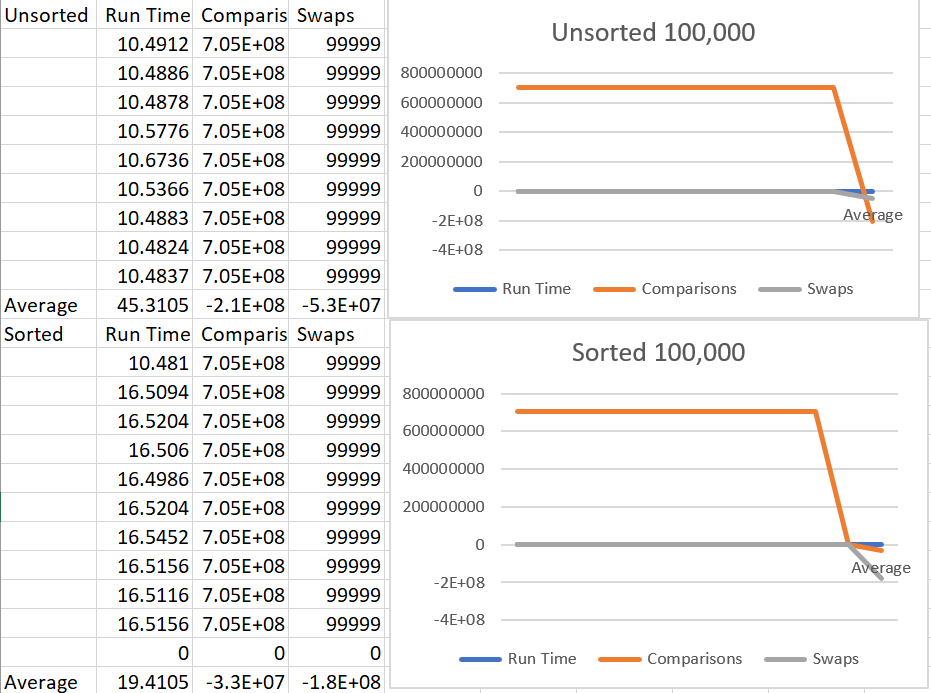 Unsorted Run Time Comparis Swaps
10.4912 7.05E+08 99999
10.4886 7.05E+08 99999
10.4878 7.05E+08 99999
10.5776 7.05E+08 99999
10.6736 7.05E+08 99999
10.5366 7.05E+08 99999
10.4883 7.05E+08 99999
10.4824 7.05E+08 99999
10.4837 7.05E+08 99999
Average 45.3105 -2.1E+08 -5.3E+07
Sorted Run Time Comparis Swaps
10.481 7.05E+08 99999
16.5094 7.05E+08 99999
16.5204 7.05E+08 99999
16.506 7.05E+08 99999
16.4986 7.05E+08 99999
16.5204 7.05E+08 99999
16.5452 7.05E+08 99999
16.5156 7.05E+08 99999
16.5116 7.05E+08 99999
16.5156 7.05E+08 99999
0 0 0
Average 19.4105 -3.3E+07 -1.8E+08
Unsorted 100,000
800000000
600000000
400000000
200000000
0
-2E+08
-4E+08
Average
Run Time Comparisons Swaps
Sorted 100,000
800000000
600000000
400000000
200000000
0
-2E+08
-4E+08
Average
Run Time Comparisons Swaps